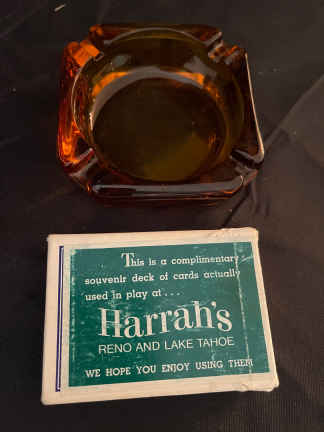 This is a complimentary
souvenir deck of cards actually
used in play at . . .
Harrah's
RENO AND LAKE TAHOE
WE HOPE YOU ENJOY USING THEM